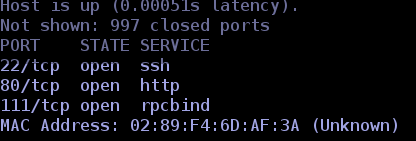 Host is up (0.00051s latency).
Not shown: 997 closed ports
PORT    STATE SERVICE
22/tcp  open  ssh
80/tcp  open  http
111/tcp open  rpcbind
MAC Address: 02:89:F4:6D:AF:3A (Unknown)